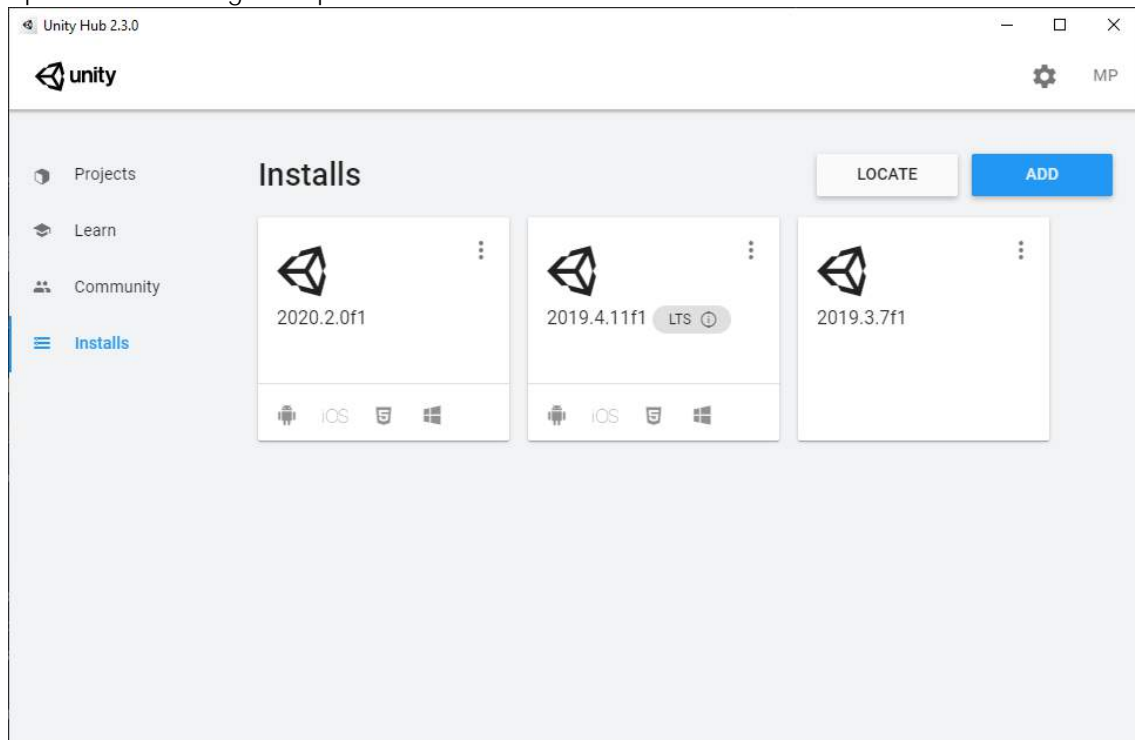 Unity Hub 2.3.0
unity
MP
Projects
Learn
Community
Installs
Installs
LOCATE
ADD
2020.2.0f1
iOS
2019.4.11f1 LTS
iOS
2019.3.7f1